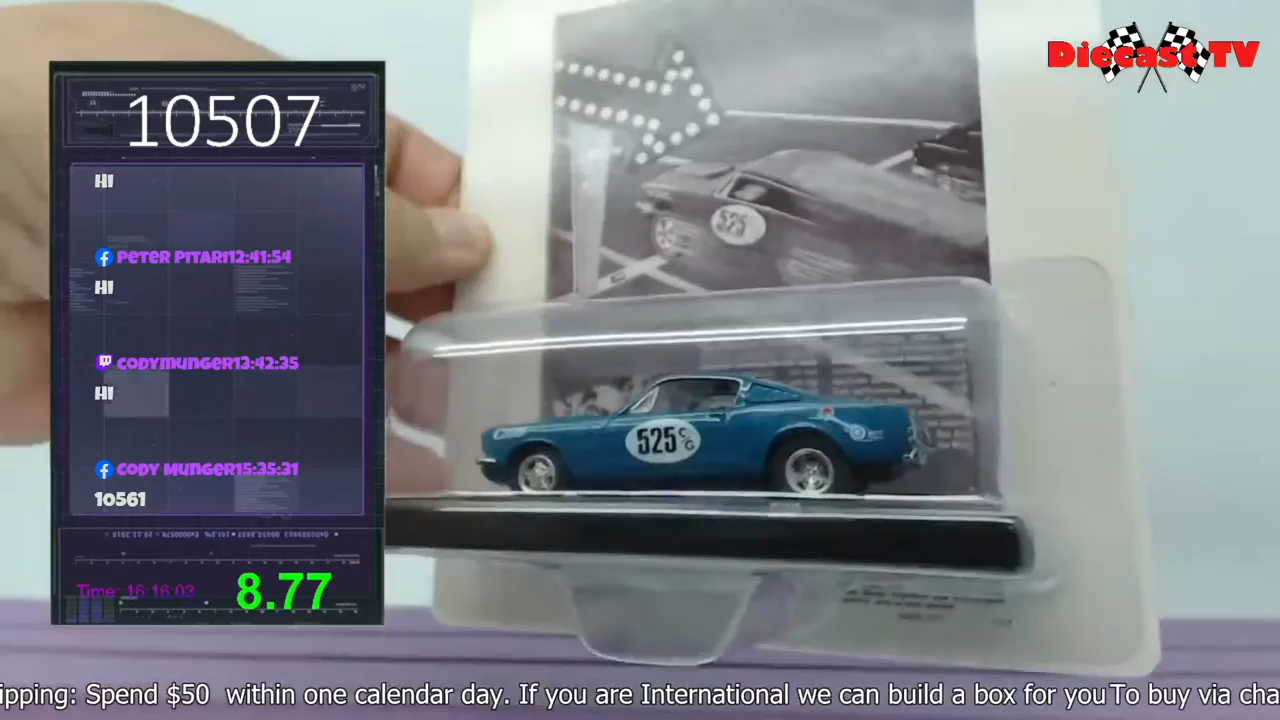 Diecast TV
10507
HI
Peter Pitari12:41:54
HI
codymunger13:42:35
HI
Cody Munger15:35:31
10561
Time: 16:16:03
8.77
525
525 C/G
ipping: Spend $50 within one calendar day. If you are International we can build a box for you To buy via cha